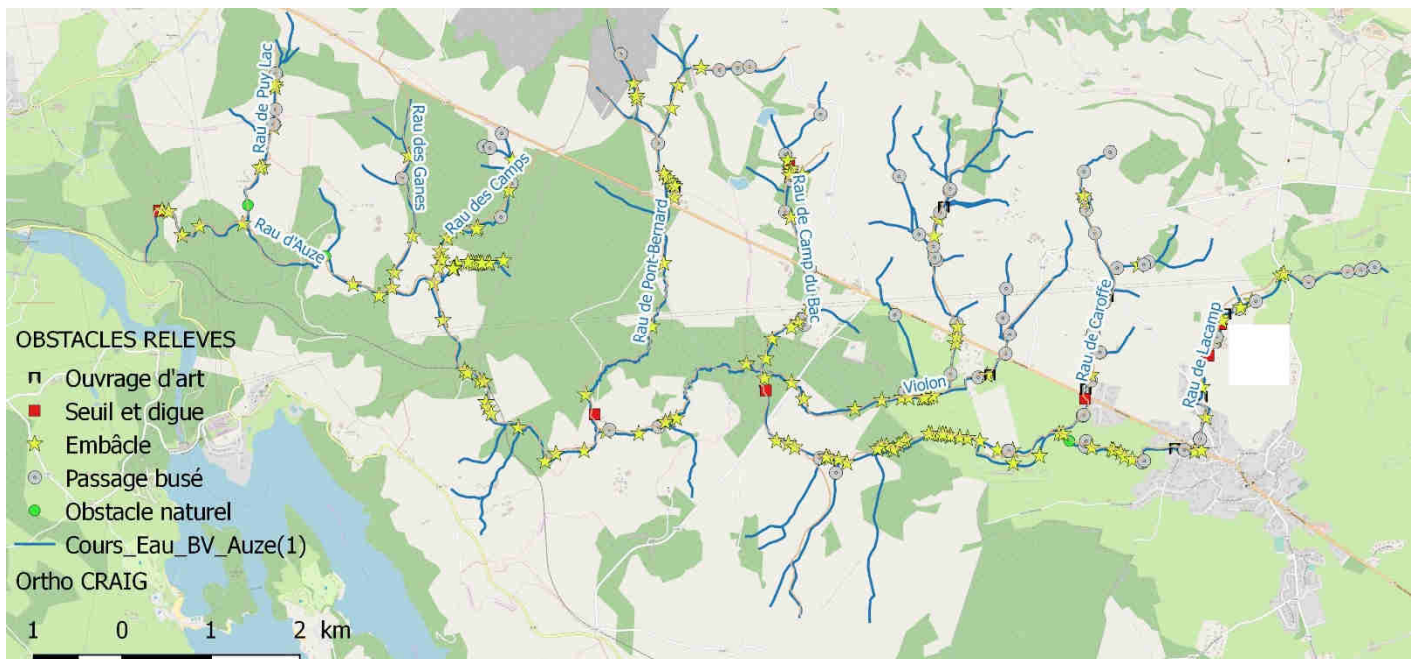 Rau de Puy Lac
Rau des Ganes
Rau des Camps
Rau d'Auze
Rau de Pont-Bernard
Rau de Camp du Bac
Violon
Rau de Caroffe
Rau de Lacamp
OBSTACLES RELEVES
Ouvrage d'art
Seuil et digue
Embâcle
Passage busé
Obstacle naturel
Cours_Eau_BV_Auze(1)
Ortho CRAIG
1 0 1 2 km